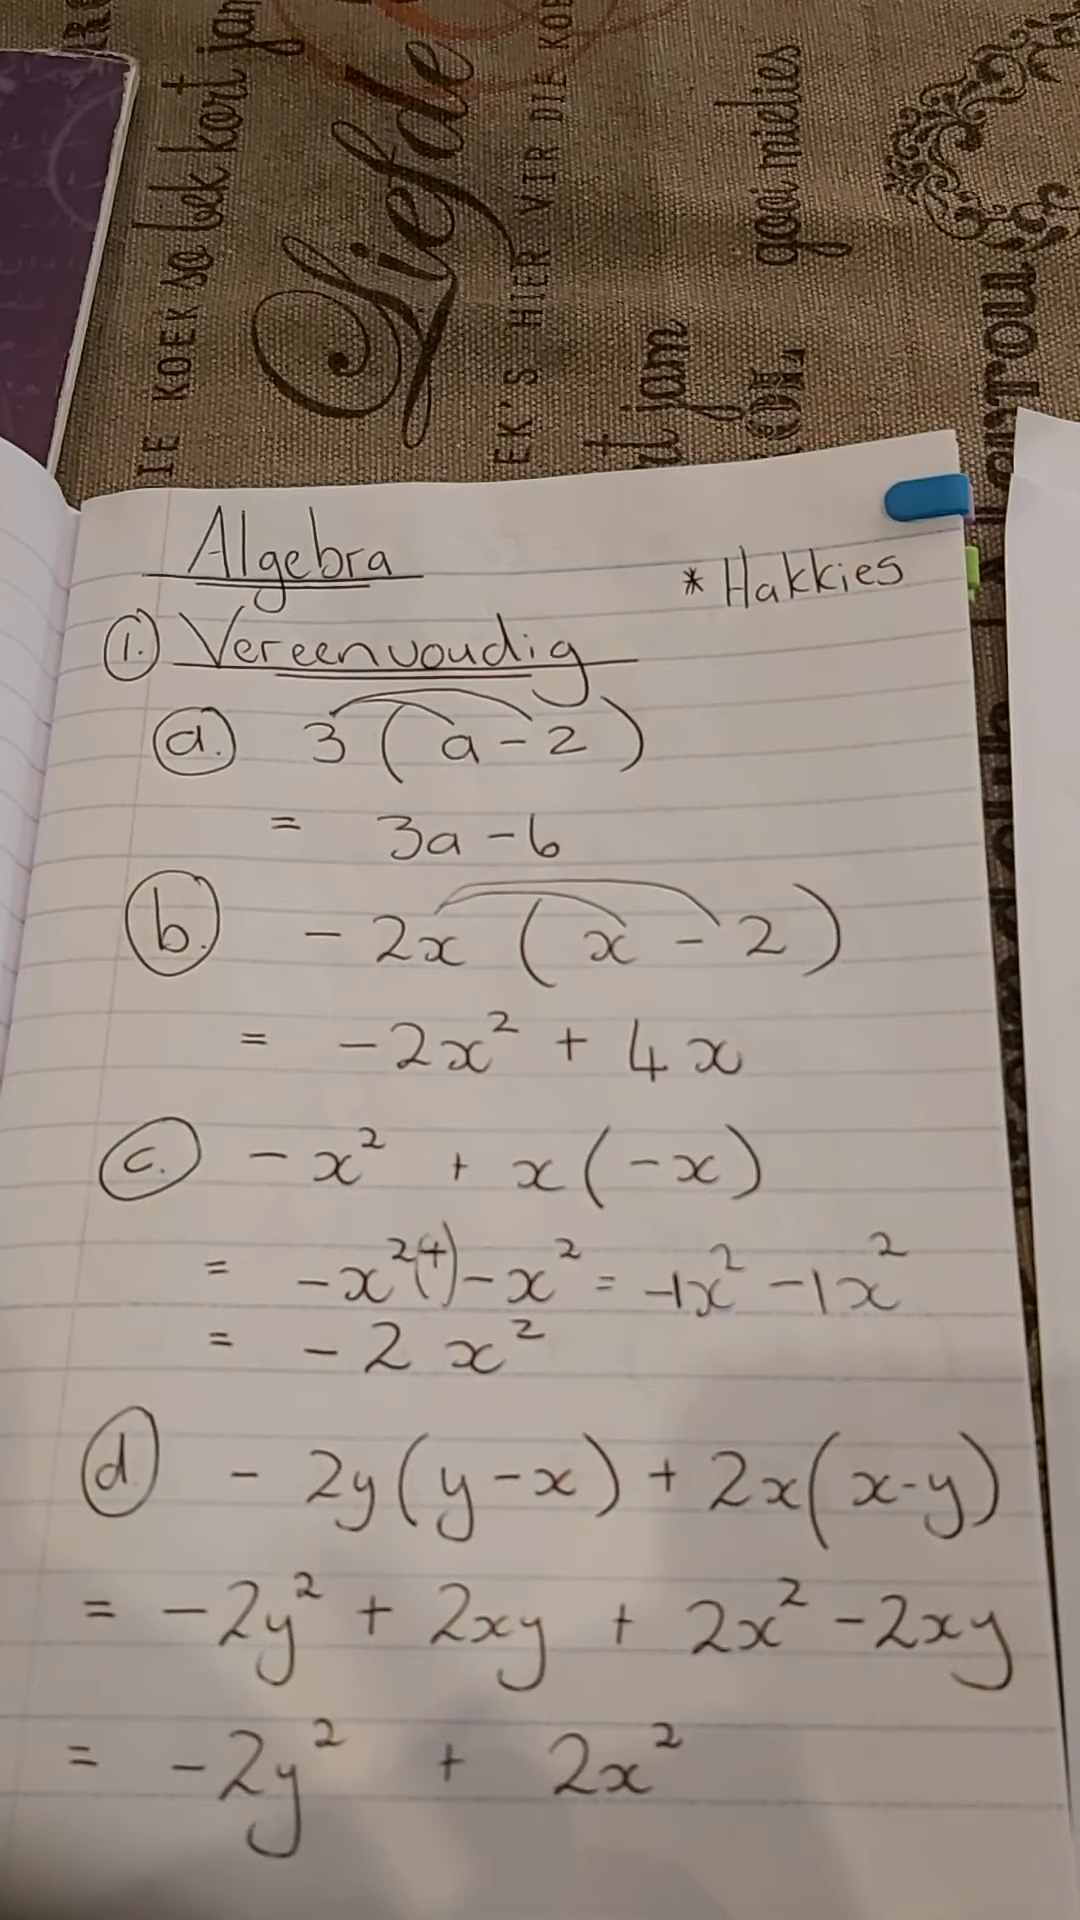 IE KOEK so bek kort jam
Liefde
EK'S HIER VIR DIE KOE
gooi mielies
jam
Algebra
* Hakkies
1. Vereenvoudig
a. 3(a-2)
= 3a-6
b. -2x(x-2)
= -2x² + 4x
c. -x² + x(-x)
= -x²(+)-x² = -1x² -1x²
= -2x²
d. -2y(y-x) + 2x(x-y)
= -2y² + 2xy + 2x² -2xy
= -2y² + 2x²